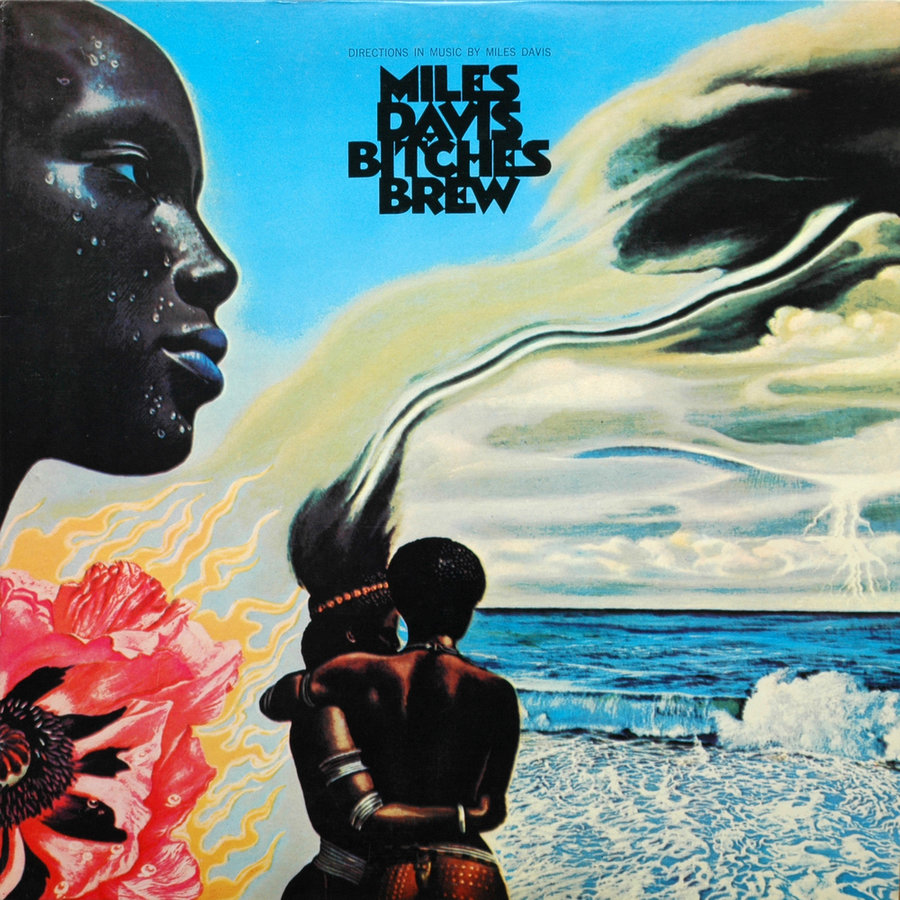 DIRECTIONS IN MUSIC BY MILES DAVIS
MILES
DAVIS
BITCHES
BREW